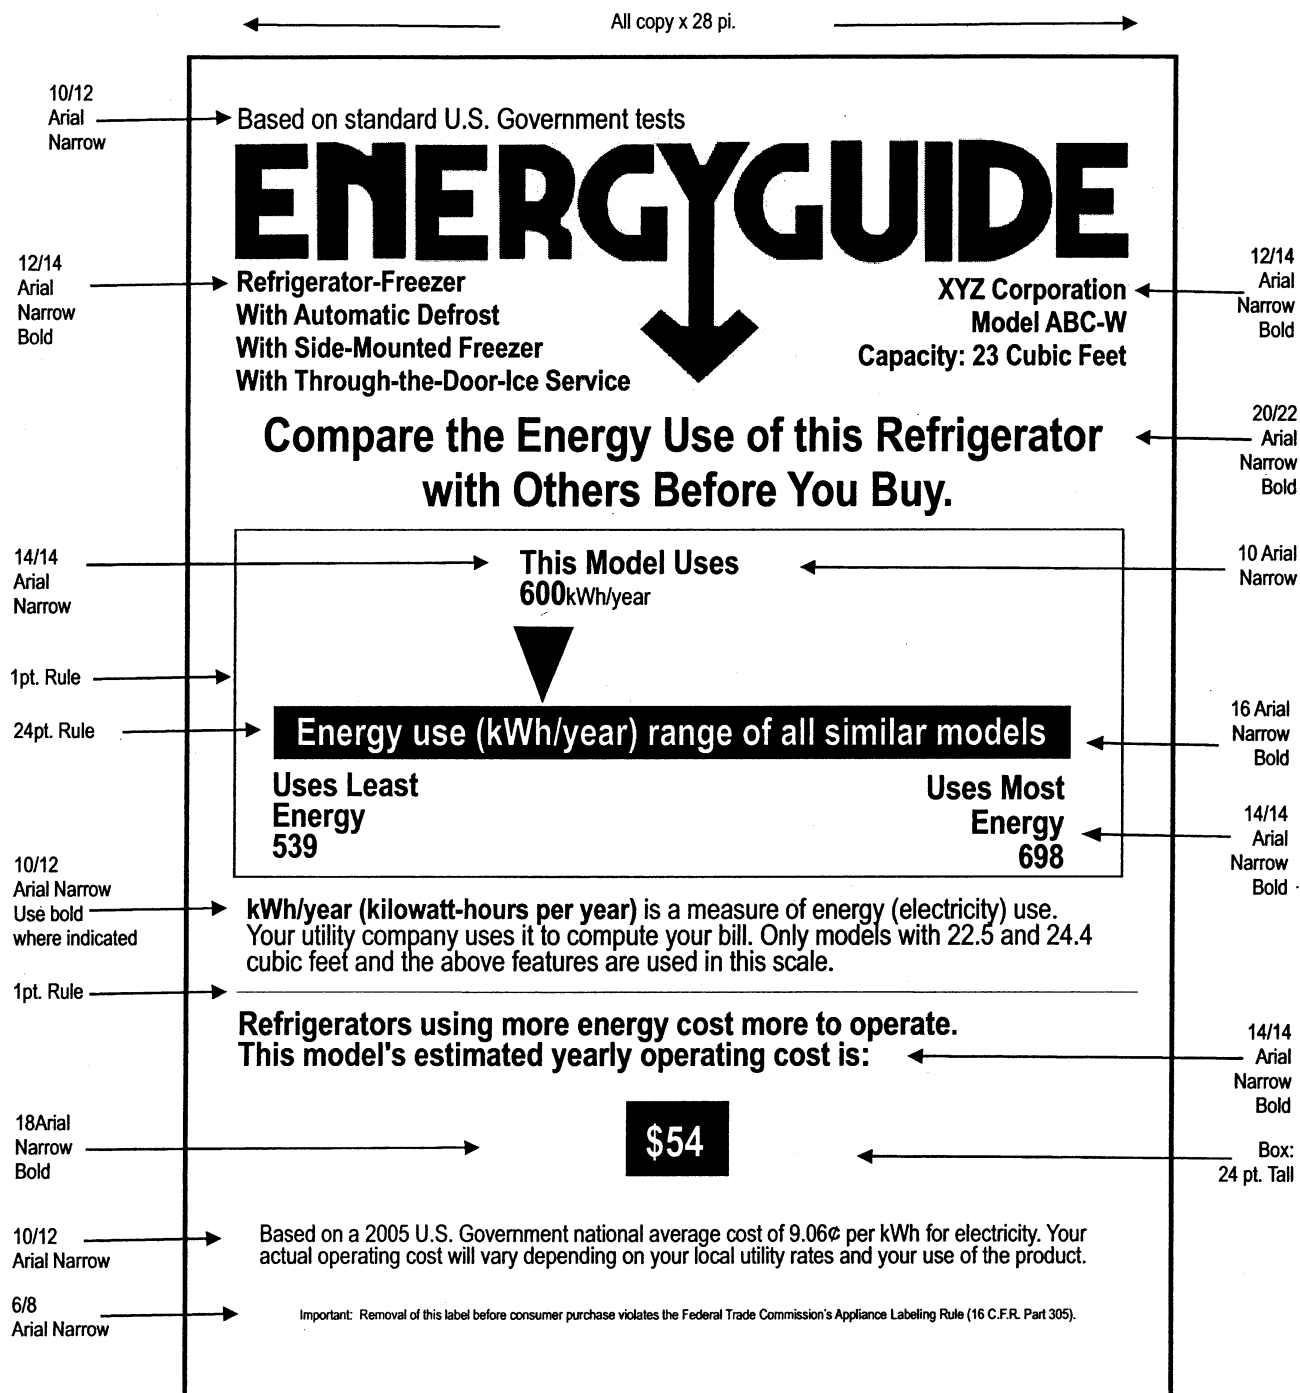 All copy x 28 pi.
10/12
Arial
Narrow
Based on standard U.S. Government tests
ENERGYGUIDE
12/14
Arial
Narrow
Bold
Refrigerator-Freezer
With Automatic Defrost
With Side-Mounted Freezer
With Through-the-Door-Ice Service
XYZ Corporation
Model ABC-W
Capacity: 23 Cubic Feet
12/14
Arial
Narrow
Bold
Compare the Energy Use of this Refrigerator
with Others Before You Buy.
20/22
Arial
Narrow
Bold
14/14
Arial
Narrow
This Model Uses
600kWh/year
10 Arial
Narrow
1pt. Rule
24pt. Rule
Energy use (kWh/year) range of all similar models
16 Arial
Narrow
Bold
Uses Least
Energy
539
Uses Most
Energy
698
14/14
Arial
Narrow
Bold
10/12
Arial Narrow
Use bold
where indicated
kWh/year (kilowatt-hours per year) is a measure of energy (electricity) use.
Your utility company uses it to compute your bill. Only models with 22.5 and 24.4
cubic feet and the above features are used in this scale.
1pt. Rule
Refrigerators using more energy cost more to operate.
This model's estimated yearly operating cost is:
14/14
Arial
Narrow
Bold
18Arial
Narrow
Bold
$54
Box:
24 pt. Tall
10/12
Arial Narrow
Based on a 2005 U.S. Government national average cost of 9.06¢ per kWh for electricity. Your
actual operating cost will vary depending on your local utility rates and your use of the product.
6/8
Arial Narrow
Important: Removal of this label before consumer purchase violates the Federal Trade Commission's Appliance Labeling Rule (16 C.F.R. Part 305).